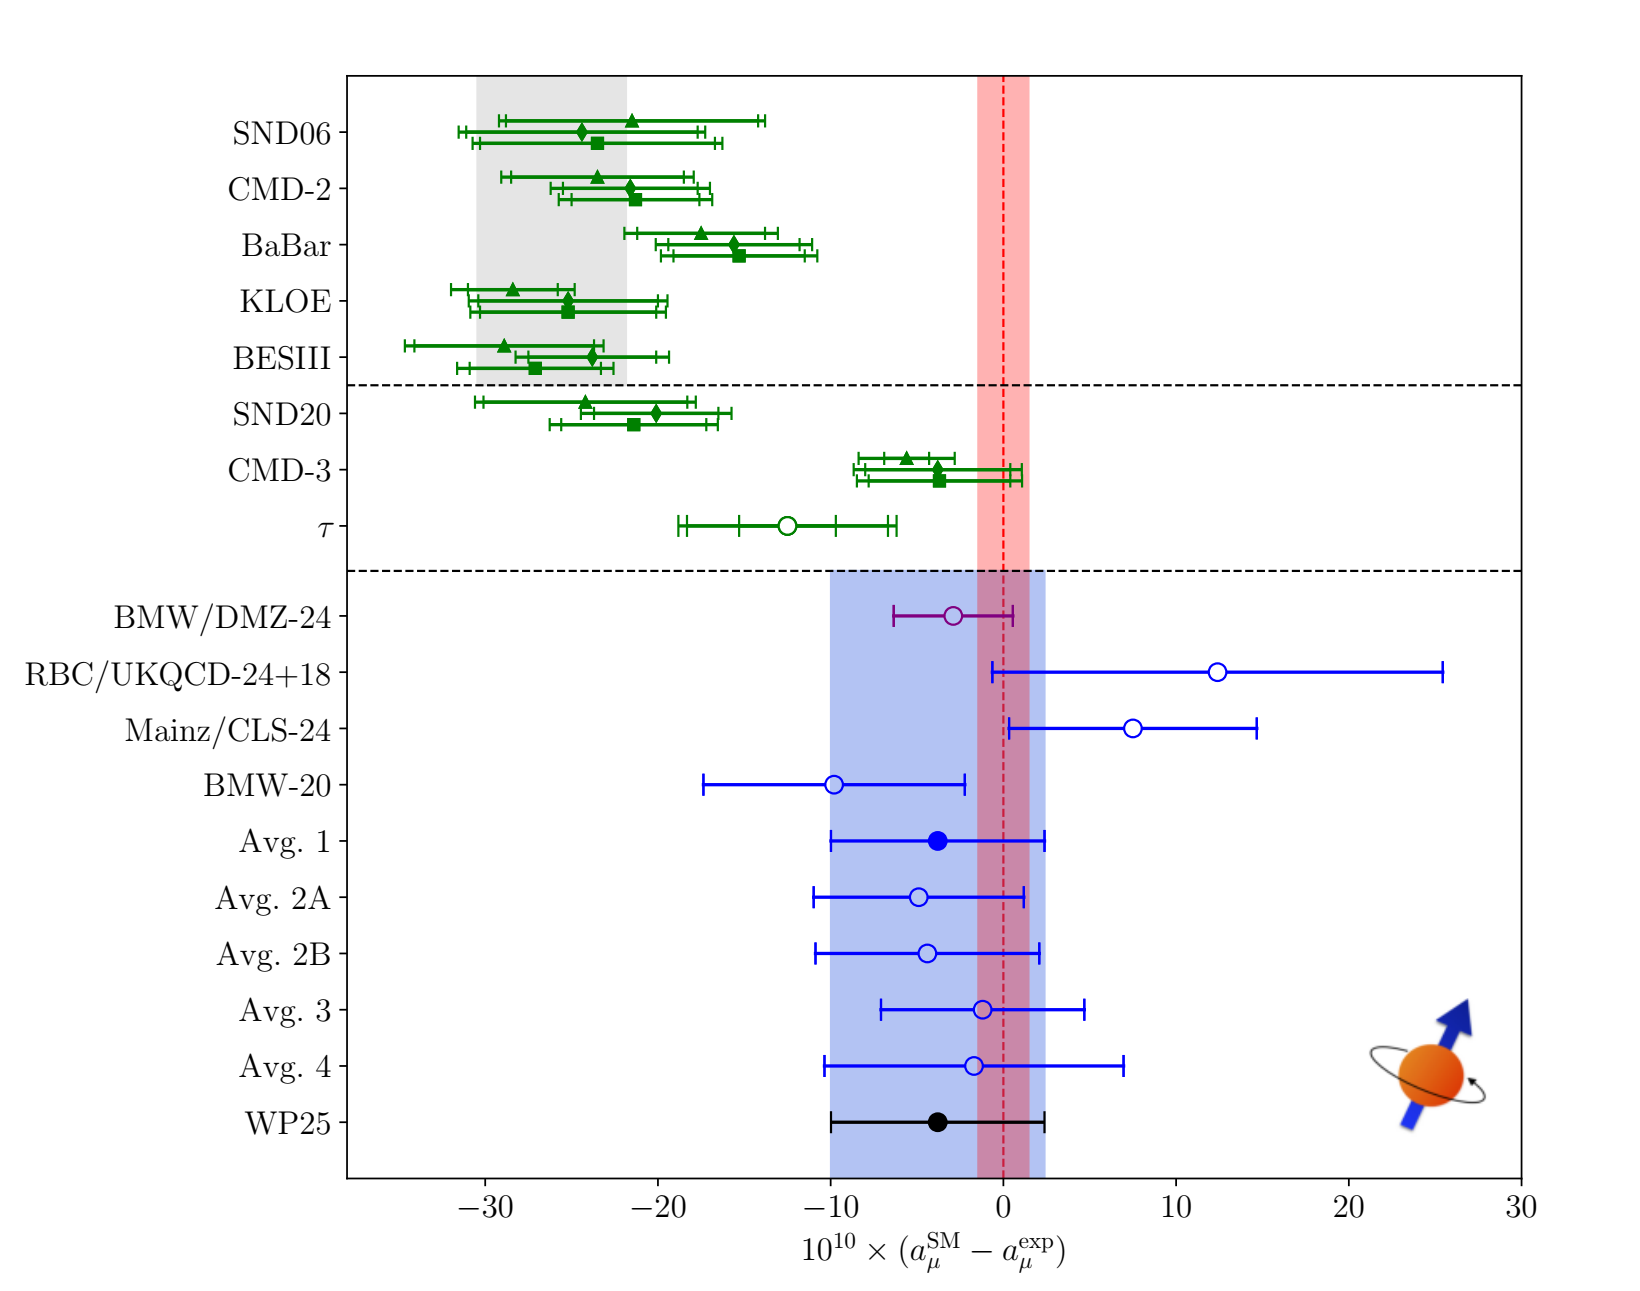 SND06
CMD-2
BaBar
KLOE
BESIII
SND20
CMD-3
τ
BMW/DMZ-24
RBC/UKQCD-24+18
Mainz/CLS-24
BMW-20
Avg. 1
Avg. 2A
Avg. 2B
Avg. 3
Avg. 4
WP25
−30 −20 −10 0 10 20 30
10¹⁰ × (a_μ^SM − a_μ^exp)